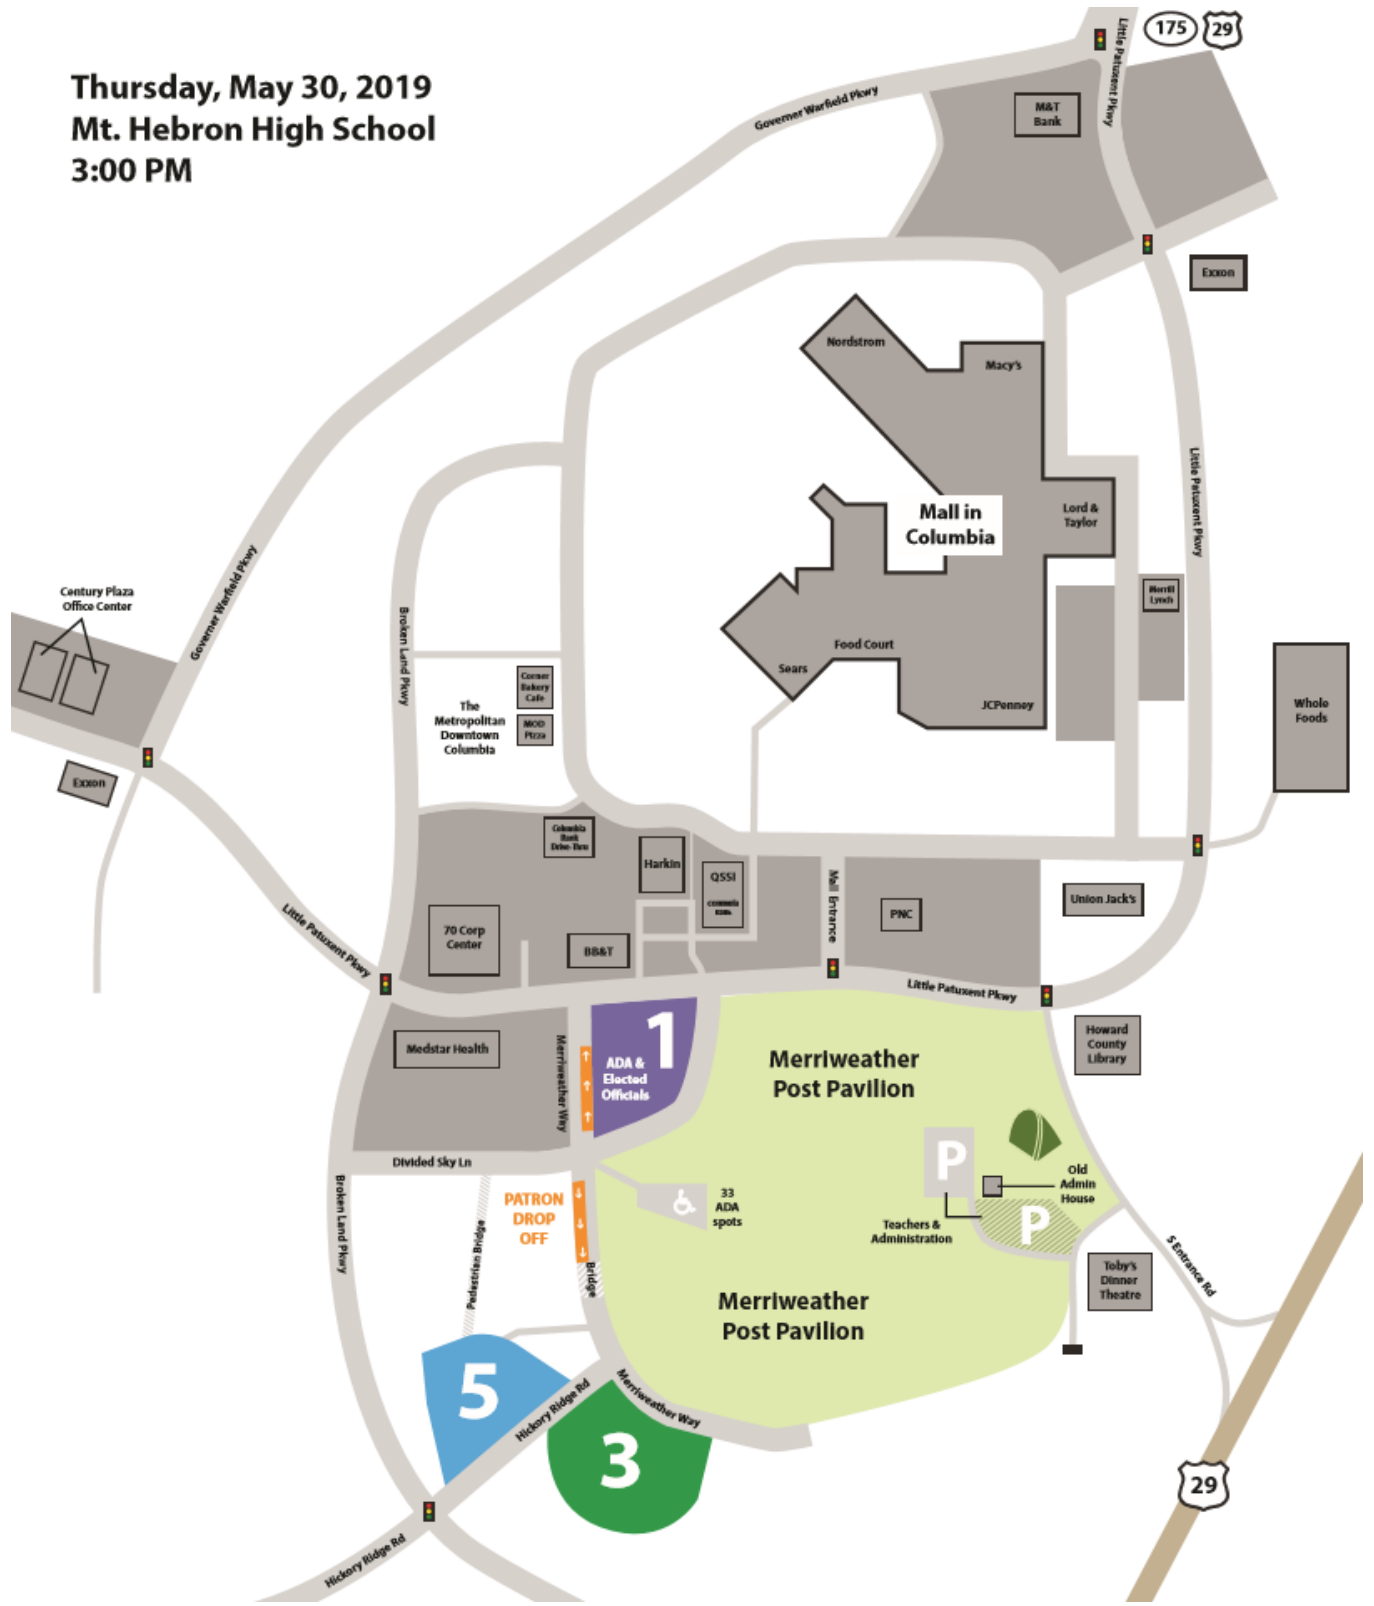 Thursday, May 30, 2019
Mt. Hebron High School
3:00 PM
175
29
Little Patuxent Pkwy
Governer Warfield Pkwy
M&T
Bank
Exxon
Nordstrom
Macy's
Mall in
Columbia
Lord &
Taylor
Little Patuxent Pkwy
Merrill
Lynch
Food Court
Sears
JCPenney
Whole
Foods
Century Plaza
Office Center
Governer Warfield Pkwy
Exxon
Broken Land Pkwy
The
Metropolitan
Downtown
Columbia
Corner
Bakery
Cafe
MOD
Pizza
Columbia
Bank
Drive-Thru
Harkin
QSSI
Mall Entrance
PNC
Union Jack's
70 Corp
Center
BB&T
Little Patuxent Pkwy
Little Patuxent Pkwy
Medstar Health
Merriweather Way
1
ADA &
Elected
Officials
Merriweather
Post Pavilion
Howard
County
Library
Divided Sky Ln
P
Old
Admin
House
PATRON
DROP
OFF
33
ADA
spots
Teachers &
Administration
P
Broken Land Pkwy
Pedestrian Bridge
Bridge
S Entrance Rd
Toby's
Dinner
Theatre
Merriweather
Post Pavilion
5
Hickory Ridge Rd
Merriweather Way
3
29
Hickory Ridge Rd